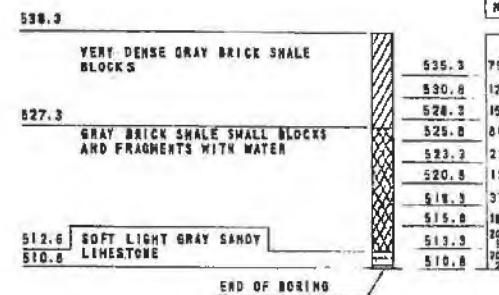 538.3
VERY DENSE GRAY BRICK SHALE
BLOCKS
535.3
530.8
528.3
527.3
525.8
GRAY BRICK SHALE SMALL BLOCKS
AND FRAGMENTS WITH WATER
523.3
520.8
518.3
515.8
512.6 SOFT LIGHT GRAY SANDY
LIMESTONE
513.3
510.8
510.8
END OF BORING